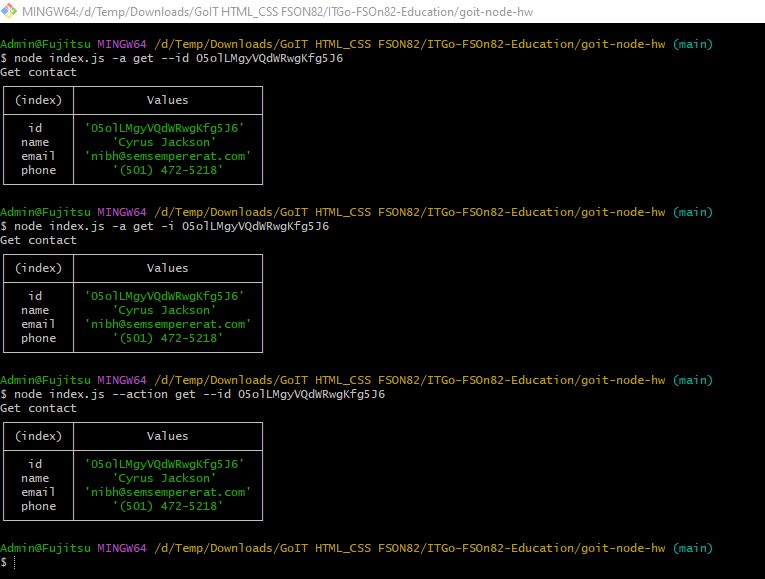 MINGW64:/d/Temp/Downloads/GoIT HTML_CSS FSON82/ITGo-FSOn82-Education/goit-node-hw
Admin@Fujitsu MINGW64 /d/Temp/Downloads/GoIT HTML_CSS FSON82/ITGo-FSOn82-Education/goit-node-hw (main)
$ node index.js -a get --id O5olLMgyVQdWRwgKfg5J6
Get contact
(index) Values
id 'O5olLMgyVQdWRwgKfg5J6'
name 'Cyrus Jackson'
email 'nibh@semsempererat.com'
phone '(501) 472-5218'
Admin@Fujitsu MINGW64 /d/Temp/Downloads/GoIT HTML_CSS FSON82/ITGo-FSOn82-Education/goit-node-hw (main)
$ node index.js -a get -i O5olLMgyVQdWRwgKfg5J6
Get contact
(index) Values
id 'O5olLMgyVQdWRwgKfg5J6'
name 'Cyrus Jackson'
email 'nibh@semsempererat.com'
phone '(501) 472-5218'
Admin@Fujitsu MINGW64 /d/Temp/Downloads/GoIT HTML_CSS FSON82/ITGo-FSOn82-Education/goit-node-hw (main)
$ node index.js --action get --id O5olLMgyVQdWRwgKfg5J6
Get contact
(index) Values
id 'O5olLMgyVQdWRwgKfg5J6'
name 'Cyrus Jackson'
email 'nibh@semsempererat.com'
phone '(501) 472-5218'
Admin@Fujitsu MINGW64 /d/Temp/Downloads/GoIT HTML_CSS FSON82/ITGo-FSOn82-Education/goit-node-hw (main)
$